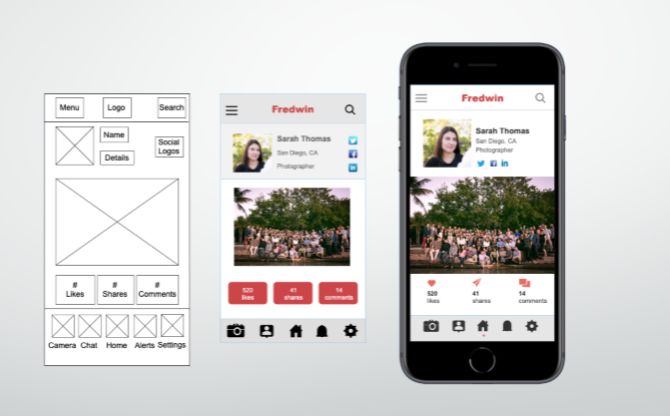 Menu
Logo
Search
Name
Details
Social
Logos
#
Likes
#
Shares
#
Comments
Camera
Chat
Home
Alerts
Settings
Fredwin
Sarah Thomas
San Diego, CA
Photographer
520
likes
41
shares
14
comments
Fredwin
Sarah Thomas
San Diego, CA
Photographer
520
likes
41
shares
14
comments